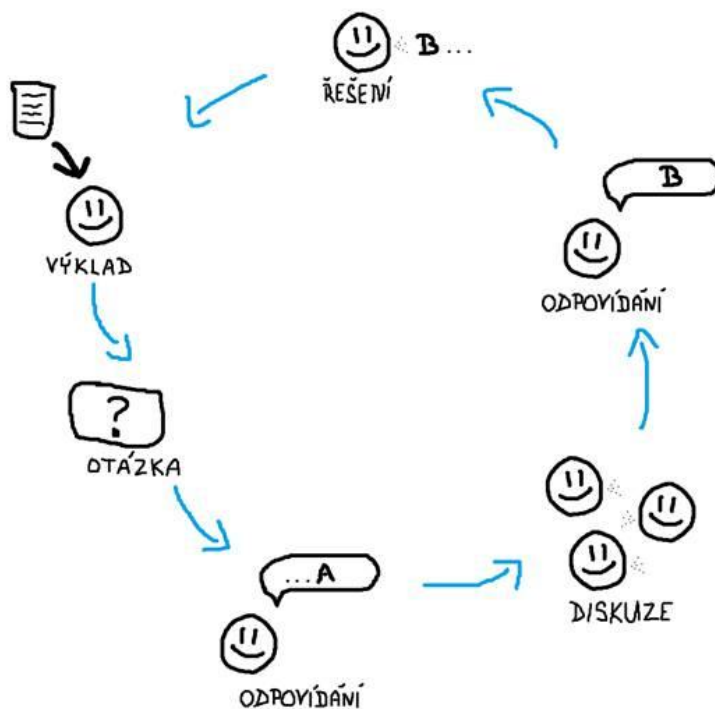 B...
ŘEŠENÍ
VÝKLAD
?
OTÁZKA
...A
ODPOVÍDÁNÍ
DISKUZE
B
ODPOVÍDÁNÍ